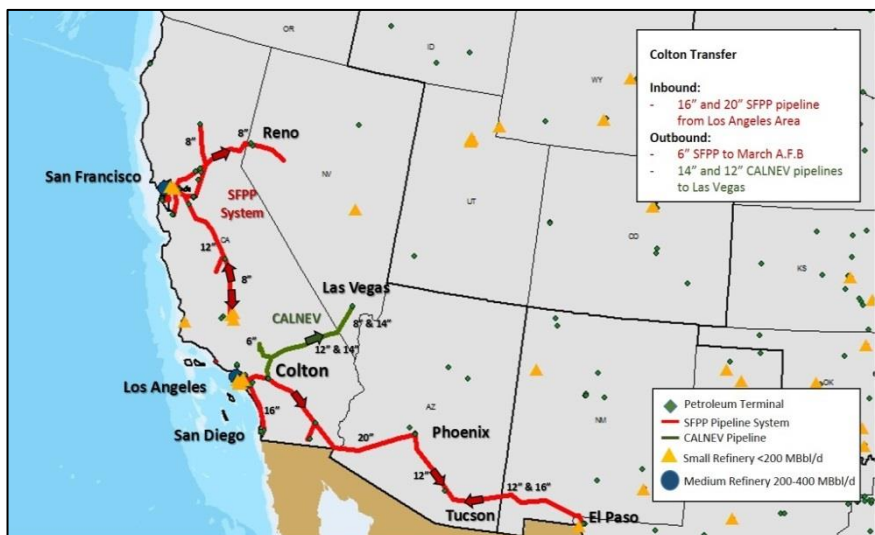 OR
ID
WY
Colton Transfer
Inbound:
- 16” and 20” SFPP pipeline
from Los Angeles Area
Outbound:
- 6” SFPP to March A.F.B
- 14” and 12” CALNEV pipelines
to Las Vegas
8”
8”
Reno
San Francisco
SFPP
System
NV
UT
CO
KS
12”
CA
8”
Las Vegas
CALNEV
8” & 14”
6”
12” & 14”
Los Angeles
Colton
16”
San Diego
20”
AZ
Phoenix
NM
OK
12”
12” & 16”
Tucson
El Paso
Petroleum Terminal
SFPP Pipeline System
CALNEV Pipeline
Small Refinery <200 MBbl/d
Medium Refinery 200-400 MBbl/d